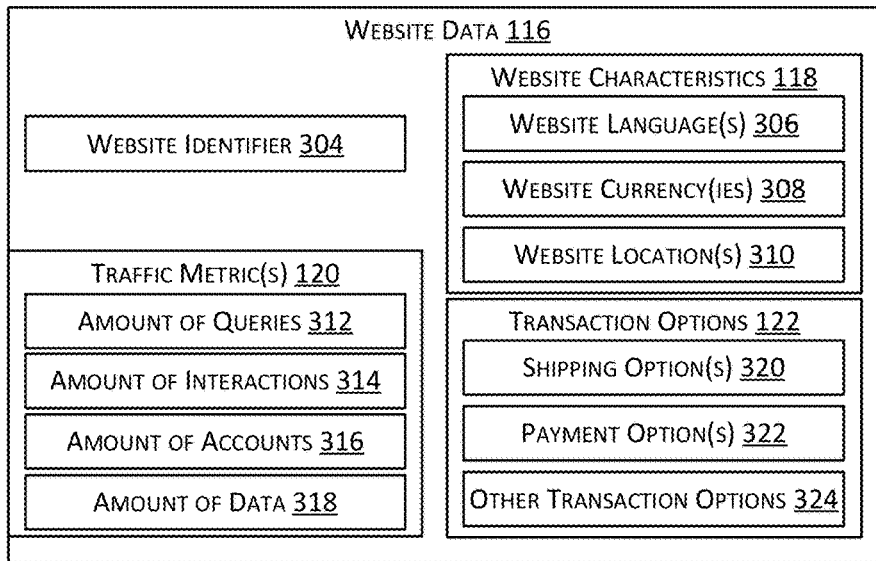 WEBSITE DATA 116
WEBSITE IDENTIFIER 304
TRAFFIC METRIC(S) 120
AMOUNT OF QUERIES 312
AMOUNT OF INTERACTIONS 314
AMOUNT OF ACCOUNTS 316
AMOUNT OF DATA 318
WEBSITE CHARACTERISTICS 118
WEBSITE LANGUAGE(S) 306
WEBSITE CURRENCY(IES) 308
WEBSITE LOCATION(S) 310
TRANSACTION OPTIONS 122
SHIPPING OPTION(S) 320
PAYMENT OPTION(S) 322
OTHER TRANSACTION OPTIONS 324